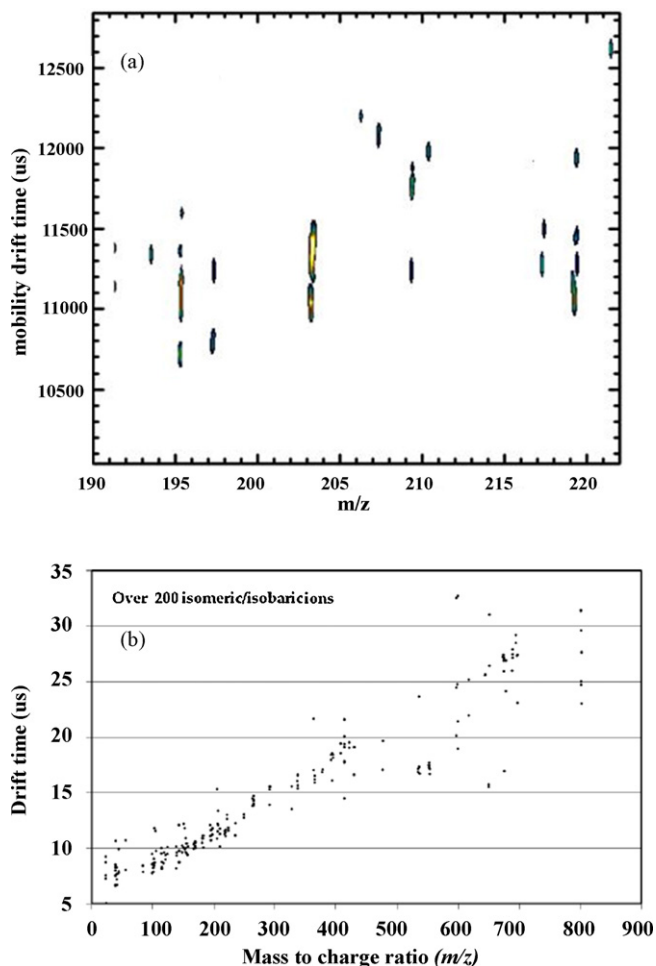 (a)
mobility drift time (us)
12500
12000
11500
11000
10500
190 195 200 205 210 215 220
m/z
35
30
25
20
15
10
5
Over 200 isomeric/isobaricions
(b)
Drift time (us)
0 100 200 300 400 500 600 700 800 900
Mass to charge ratio (m/z)